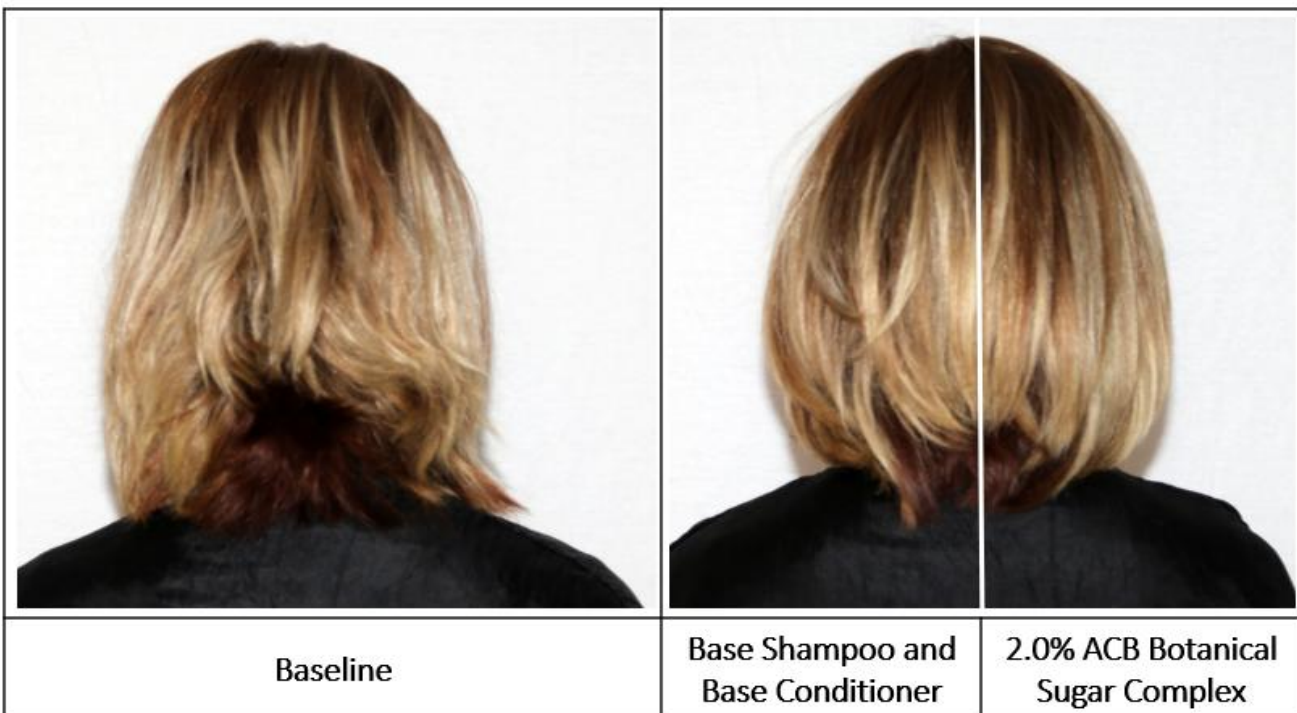 Baseline
Base Shampoo and
Base Conditioner
2.0% ACB Botanical
Sugar Complex